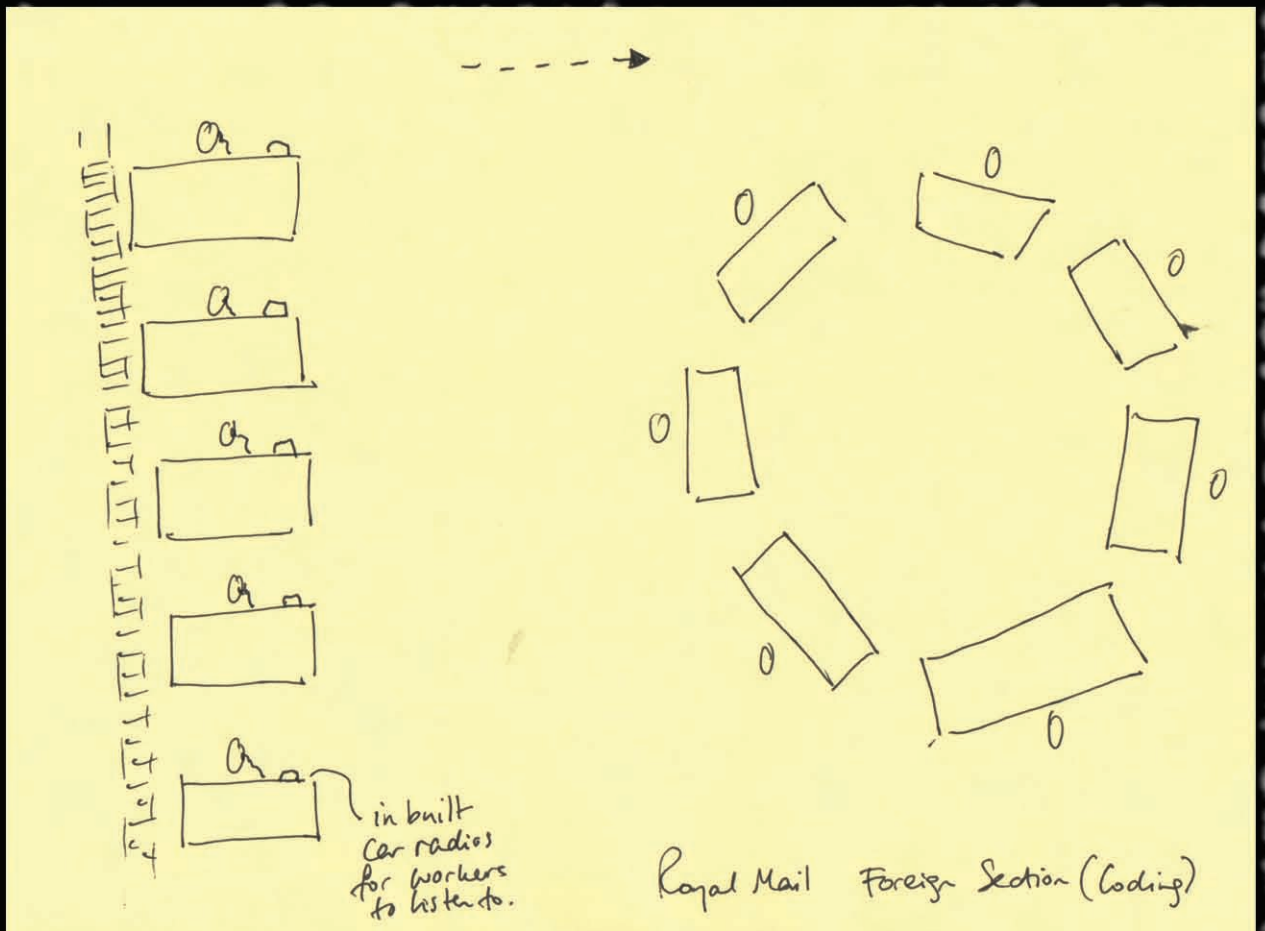 in built
car radios
for workers
to listen to.
Royal Mail Foreign Section (Coding)